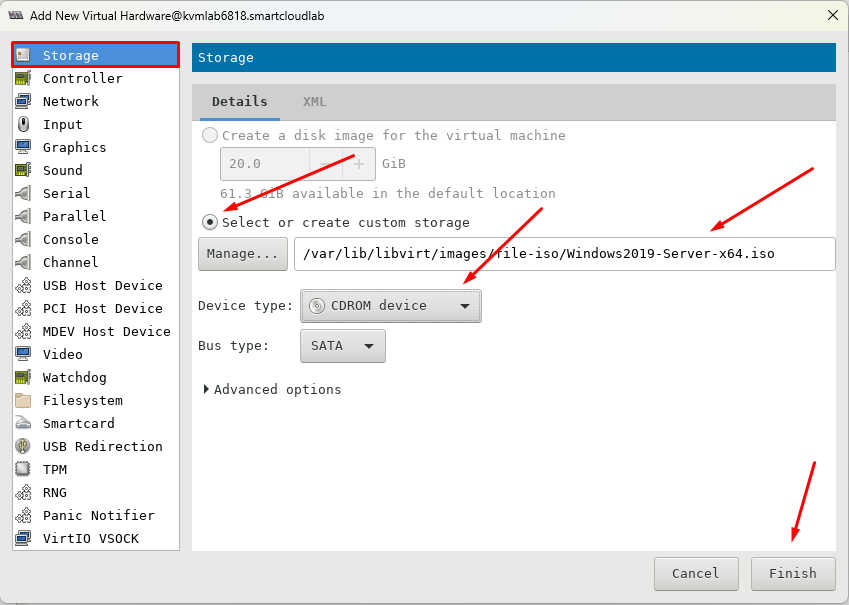 Add New Virtual Hardware@kvmlab6818.smartcloudlab
Storage
Controller
Network
Input
Graphics
Sound
Serial
Parallel
Console
Channel
USB Host Device
PCI Host Device
MDEV Host Device
Video
Watchdog
Filesystem
Smartcard
USB Redirection
TPM
RNG
Panic Notifier
VirtIO VSOCK
Storage
Details XML
Create a disk image for the virtual machine
20.0 − + GiB
61.3 GiB available in the default location
Select or create custom storage
Manage... /var/lib/libvirt/images/file-iso/Windows2019-Server-x64.iso
Device type: CDROM device
Bus type: SATA
Advanced options
Cancel Finish